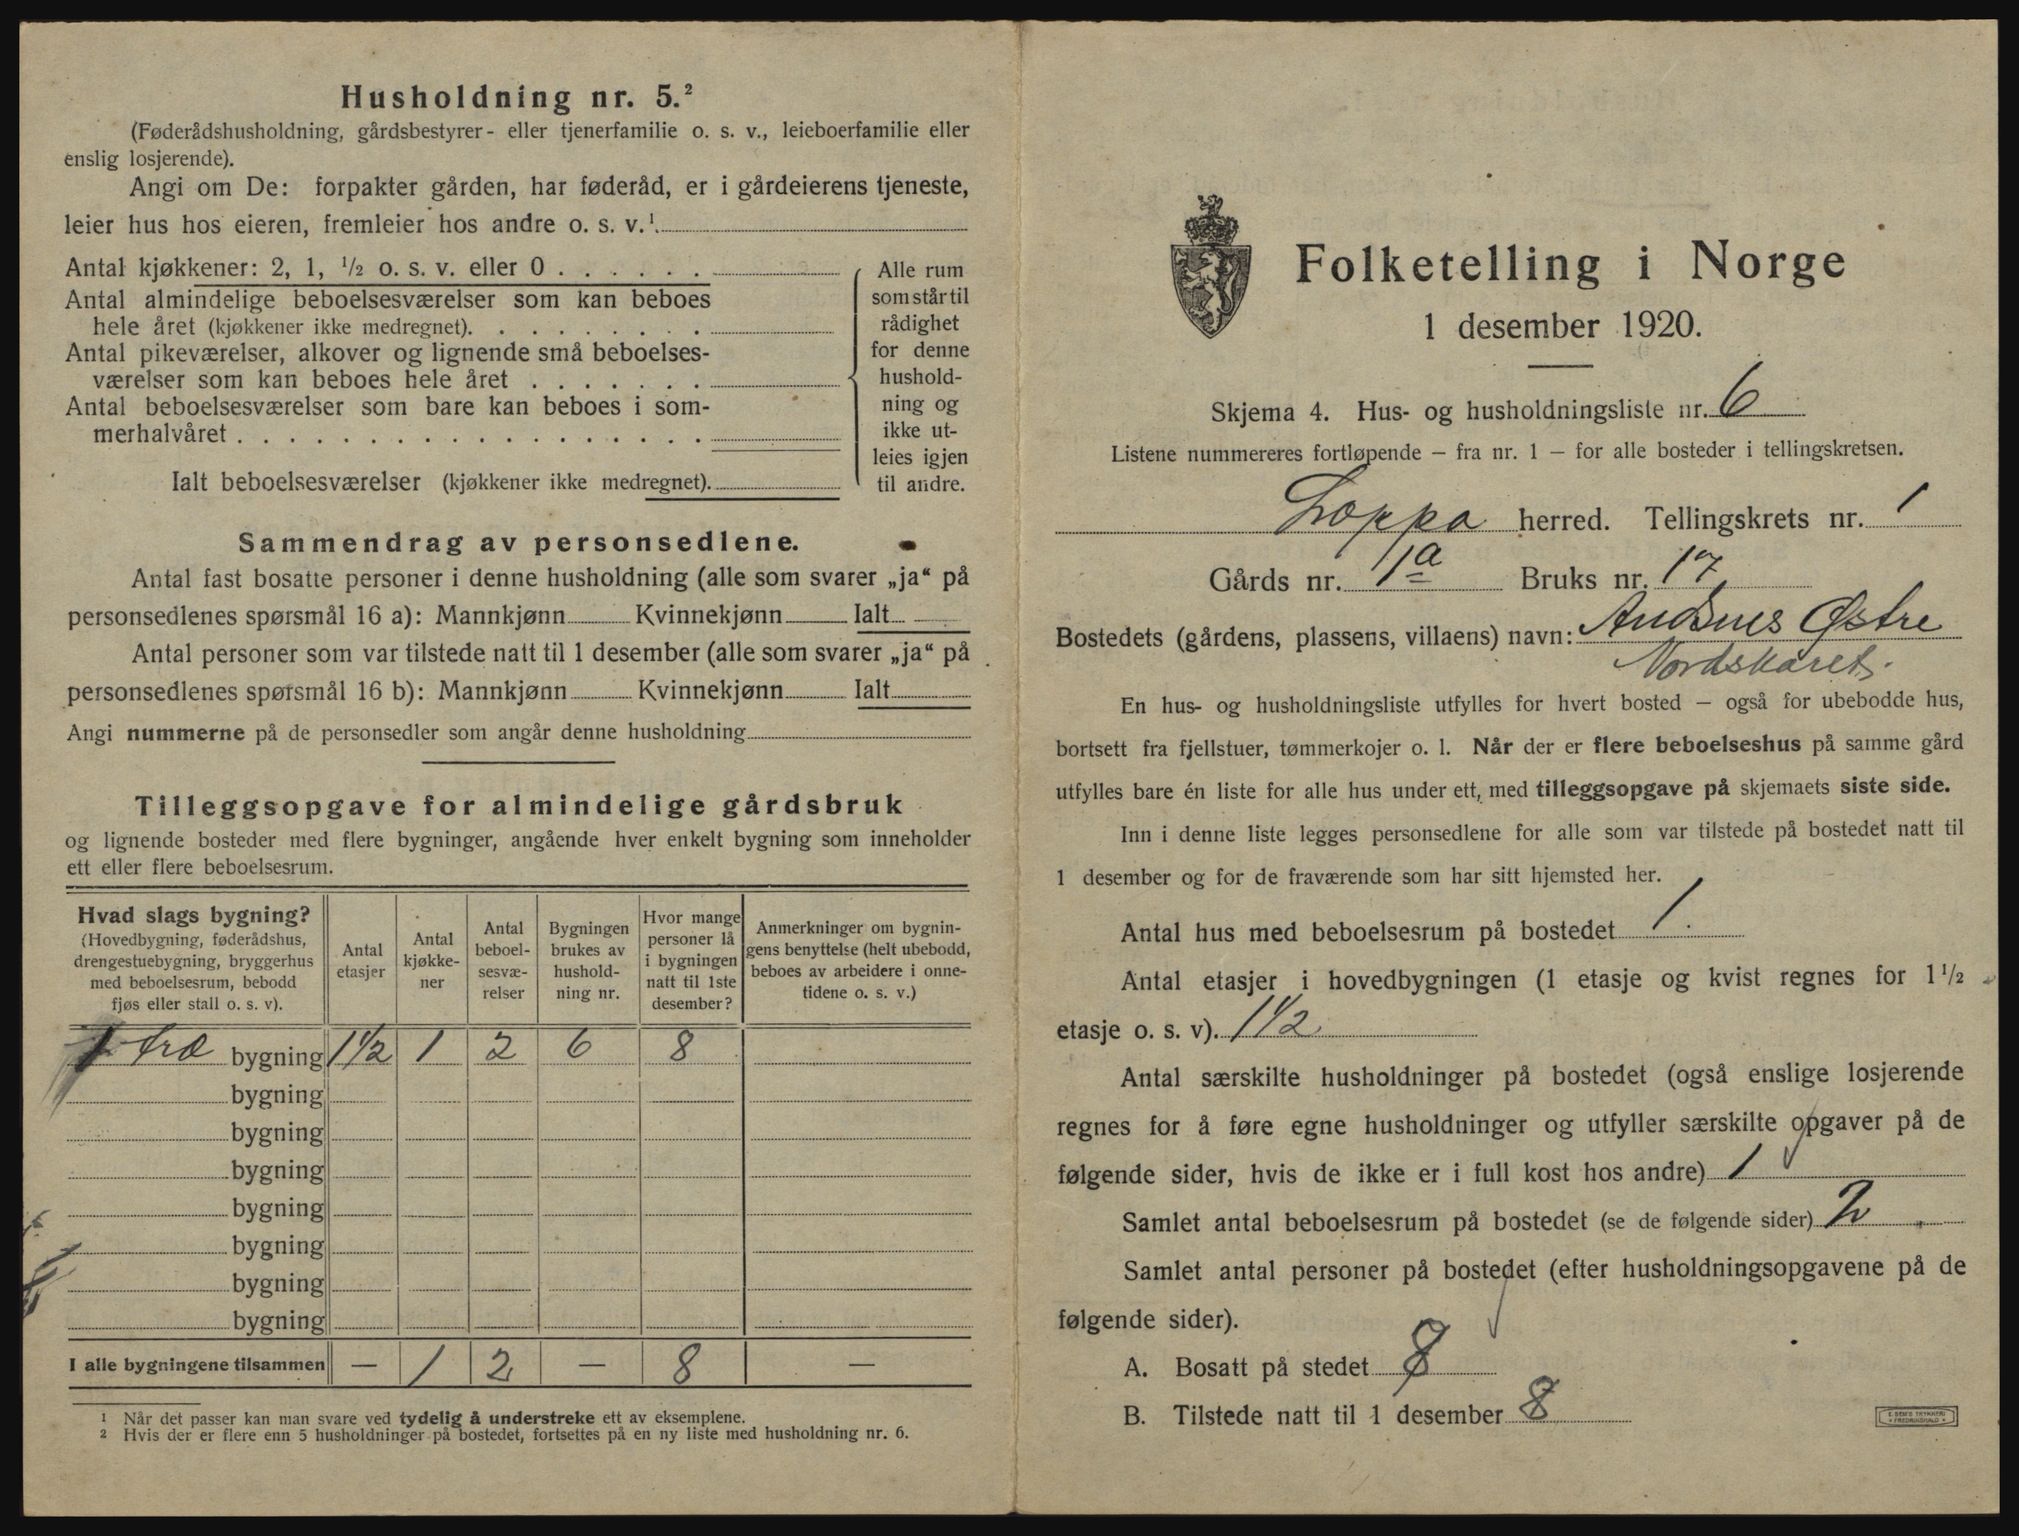 Husholdning nr. 5.²
(Føderådshusholdning, gårdsbestyrer- eller tjenerfamilie o. s. v., leieboerfamilie eller
enslig losjerende).
Angi om De: forpakter gården, har føderåd, er i gårdeierens tjeneste,
leier hus hos eieren, fremleier hos andre o. s. v.¹
Antal kjøkkener: 2, 1, ½ o. s. v. eller 0 . . . . . .
Antal almindelige beboelsesværelser som kan beboes
hele året (kjøkkener ikke medregnet). . . . . . . . .
Antal pikeværelser, alkover og lignende små beboelses-
værelser som kan beboes hele året . . . . . . .
Antal beboelsesværelser som bare kan beboes i som-
merhalvåret . . . . . . . . . . . . . . . . . .
Ialt beboelsesværelser (kjøkkener ikke medregnet).
Alle rum
som står til
rådighet
for denne
hushold-
ning og
ikke ut-
leies igjen
til andre.
Sammendrag av personsedlene.
Antal fast bosatte personer i denne husholdning (alle som svarer „ja“ på
personsedlenes spørsmål 16 a): Mannkjønn Kvinnekjønn Ialt
Antal personer som var tilstede natt til 1 desember (alle som svarer „ja“ på
personsedlenes spørsmål 16 b): Mannkjønn Kvinnekjønn Ialt
Angi nummerne på de personsedler som angår denne husholdning
Tilleggsopgave for almindelige gårdsbruk
og lignende bosteder med flere bygninger, angående hver enkelt bygning som inneholder
ett eller flere beboelsesrum.
Hvad slags bygning?
(Hovedbygning, føderådshus,
drengestuebygning, bryggerhus
med beboelsesrum, bebodd
fjøs eller stall o. s. v).
Antal
etasjer
Antal
kjøkke-
ner
Antal
beboel-
sesvæ-
relser
Bygningen
brukes av
hushold-
ning nr.
Hvor mange
personer lå
i bygningen
natt til 1ste
desember?
Anmerkninger om bygnin-
gens benyttelse (helt ubebodd,
beboes av arbeidere i onne-
tidene o. s. v.)
1 træ bygning 1½ 1 2 6 8
bygning
bygning
bygning
bygning
bygning
bygning
bygning
I alle bygningene tilsammen — 1 2 — 8 —
¹ Når det passer kan man svare ved tydelig å understreke ett av eksemplene.
² Hvis der er flere enn 5 husholdninger på bostedet, fortsettes på en ny liste med husholdning nr. 6.
Folketelling i Norge
1 desember 1920.
Skjema 4. Hus- og husholdningsliste nr. 6
Listene nummereres fortløpende – fra nr. 1 – for alle bosteder i tellingskretsen.
Loppa herred. Tellingskrets nr. 1
Gårds nr. 1a Bruks nr. 17
Bostedets (gårdens, plassens, villaens) navn: Andsnes Østre
Nordskaret.
En hus- og husholdningsliste utfylles for hvert bosted – også for ubebodde hus,
bortsett fra fjellstuer, tømmerkojer o. l. Når der er flere beboelseshus på samme gård
utfylles bare én liste for alle hus under ett, med tilleggsopgave på skjemaets siste side.
Inn i denne liste legges personsedlene for alle som var tilstede på bostedet natt til
1 desember og for de fraværende som har sitt hjemsted her.
Antal hus med beboelsesrum på bostedet 1.
Antal etasjer i hovedbygningen (1 etasje og kvist regnes for 1½
etasje o. s. v). 1½
Antal særskilte husholdninger på bostedet (også enslige losjerende
regnes for å føre egne husholdninger og utfyller særskilte opgaver på de
følgende sider, hvis de ikke er i full kost hos andre) 1
Samlet antal beboelsesrum på bostedet (se de følgende sider) 2
Samlet antal personer på bostedet (efter husholdningsopgavene på de
følgende sider).
A. Bosatt på stedet 8
B. Tilstede natt til 1 desember 8